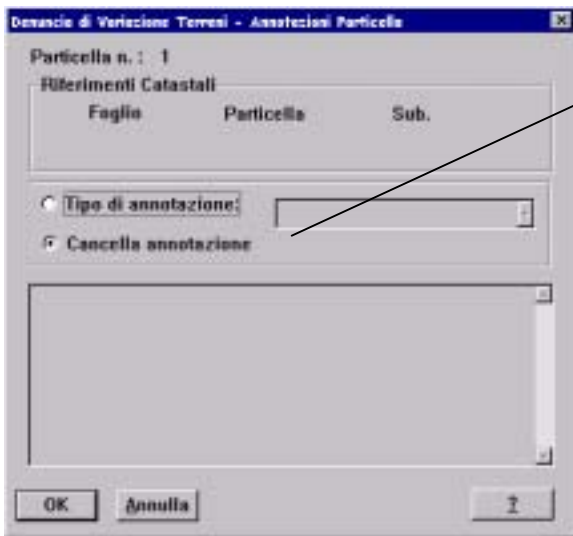 Denuncie di Variazione Terreni - Annotazioni Particella
Particella n. : 1
Riferimenti Catastali
Foglio Particella Sub.
Tipo di annotazione:
Cancella annotazione
OK Annulla ?